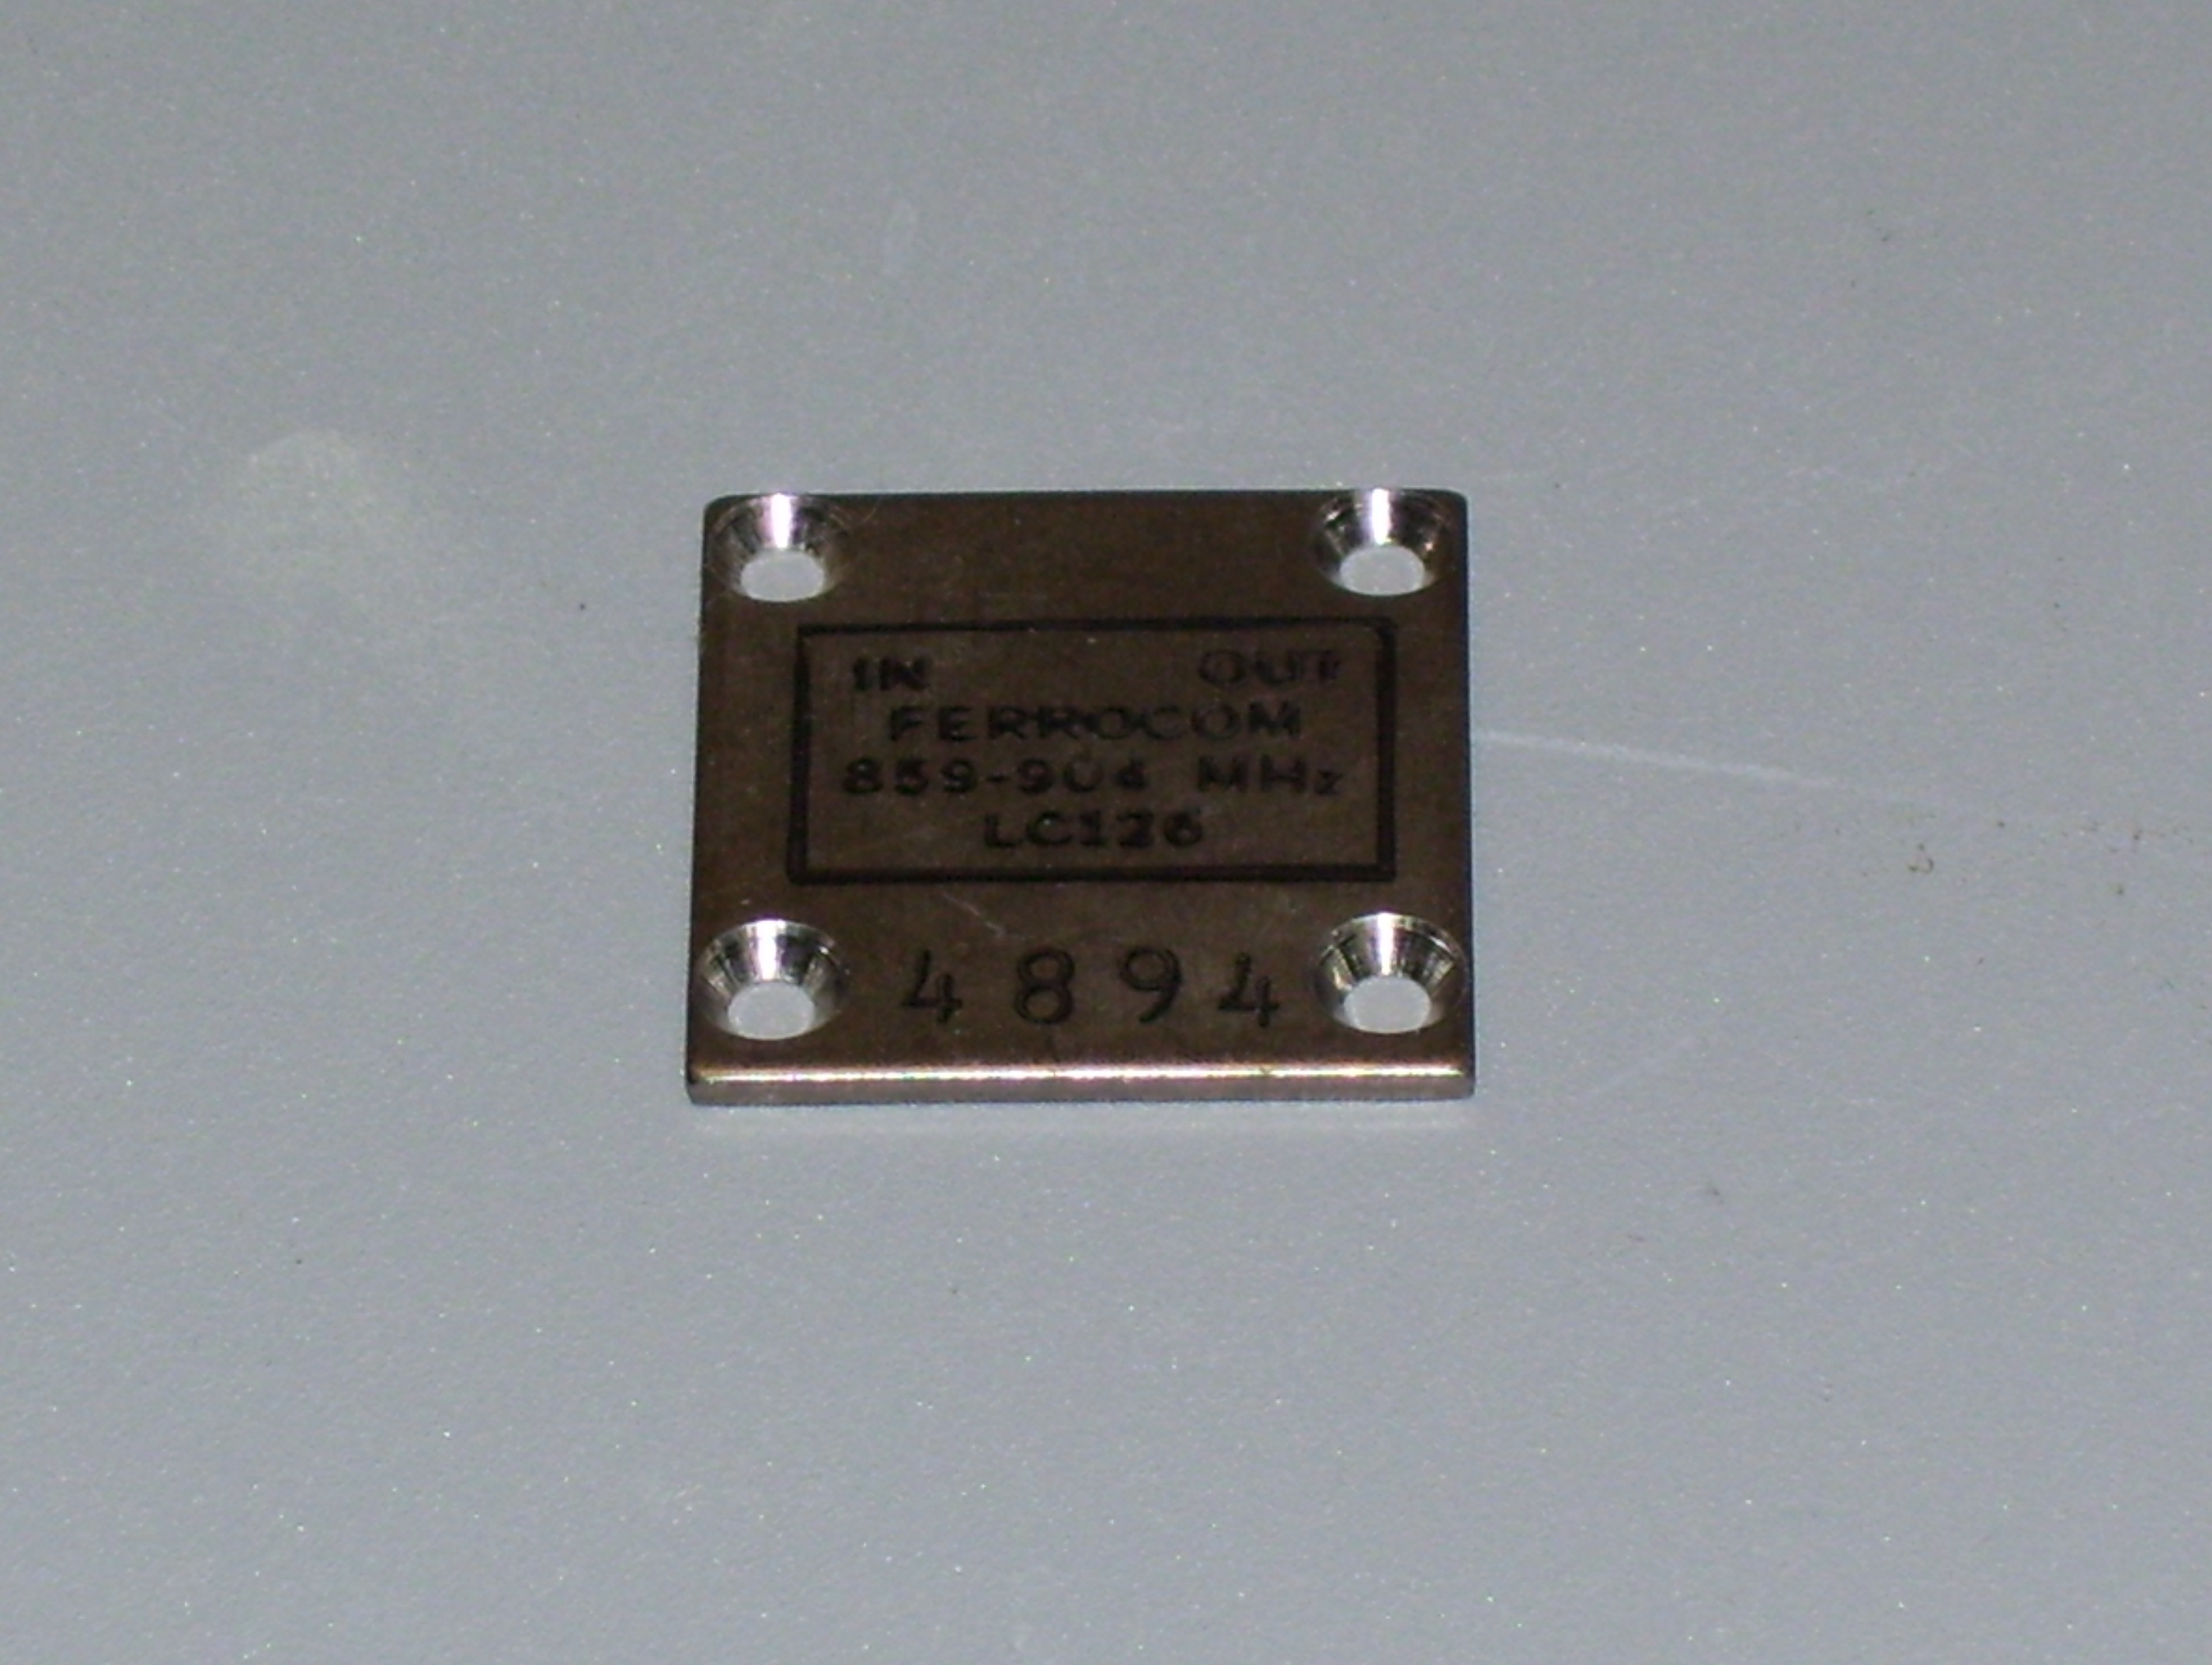 IN OUT
FERROCOM
859-904 MHz
LC126
4894